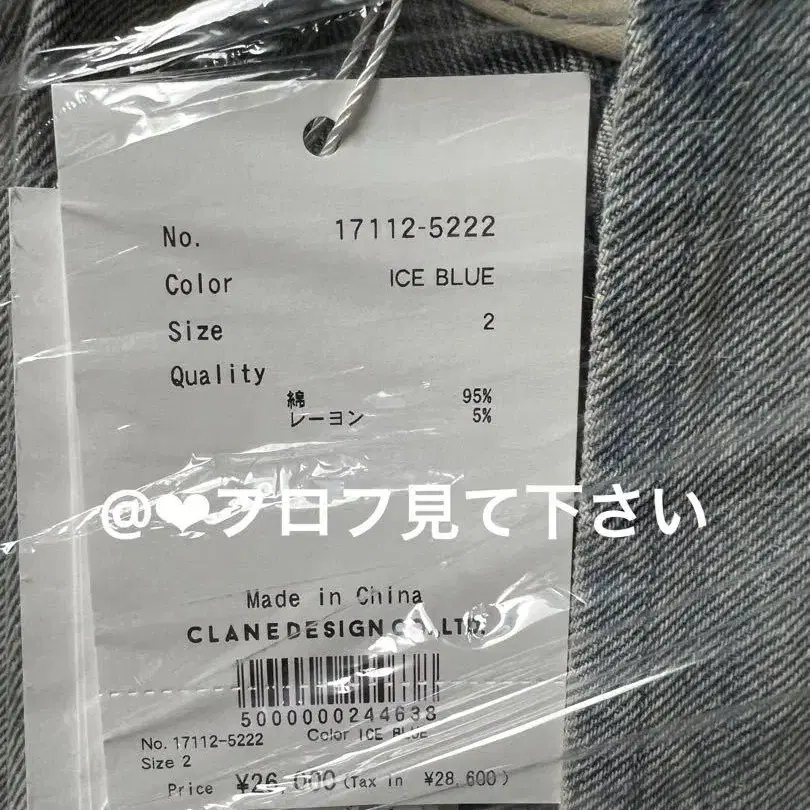 No. 17112-5222
Color ICE BLUE
Size 2
Quality
綿 95%
レーヨン 5%
@❤プロフ見て下さい
Made in China
CLANE DESIGN CO.,LTD.
5000000244638
No. 17112-5222 Color ICE BLUE
Size 2
Price ¥26,000 (Tax in ¥28,600)